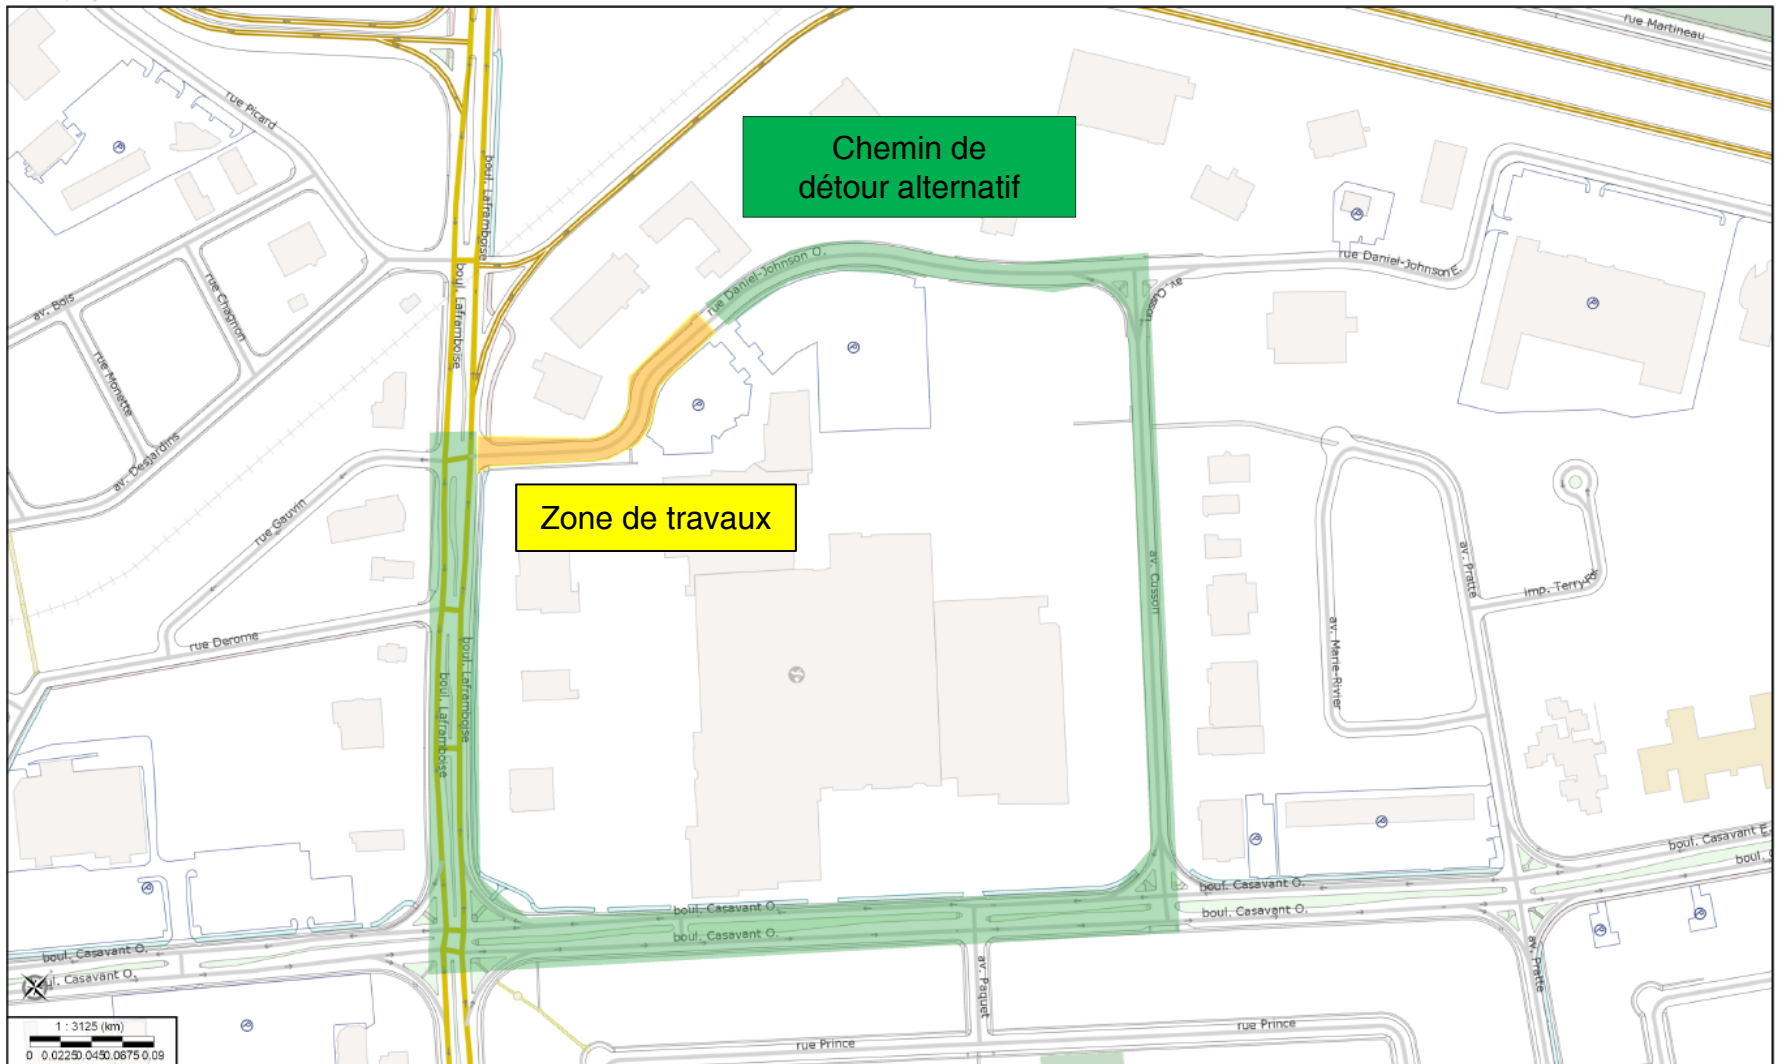 rue Martineau
rue Picard
boul. Laframboise
Chemin de
détour alternatif
rue Daniel-Johnson O.
rue Daniel-Johnson É.
av. Cusson
boul. Laframboise
av. Bois
rue Chagnon
rue Monette
av. Desjardins
rue Gauvin
Zone de travaux
av. Cusson
av. Pratte
imp. Terry-Fox
rue Derome
boul. Laframboise
boul. Laframboise
av. Marie-Rivier
boul. Casavant E.
boul. Casavant O.
boul. Casavant O.
boul. Casavant O.
boul. Casavant O.
boul. Casavant O.
boul. Casavant O.
av. Paquet
av. Pratte
rue Prince
rue Prince
1 : 3125 (km)
0 0.0225 0.045 0.0675 0.09